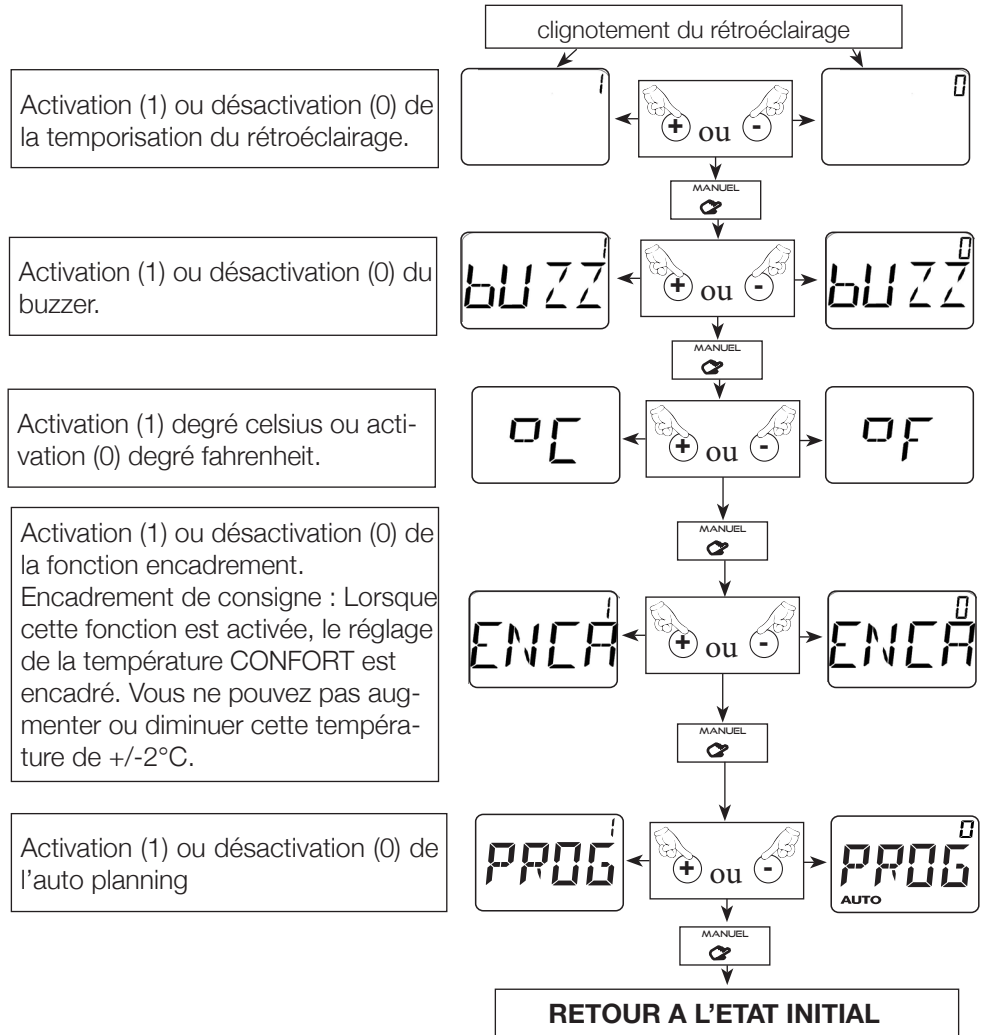 clignotement du rétroéclairage
Activation (1) ou désactivation (0) de
la temporisation du rétroéclairage.
1
+ ou -
0
MANUEL
Activation (1) ou désactivation (0) du
buzzer.
1
bUZZ
+ ou -
0
bUZZ
MANUEL
Activation (1) degré celsius ou acti-
vation (0) degré fahrenheit.
°C
+ ou -
°F
MANUEL
Activation (1) ou désactivation (0) de
la fonction encadrement.
Encadrement de consigne : Lorsque
cette fonction est activée, le réglage
de la température CONFORT est
encadré. Vous ne pouvez pas aug-
menter ou diminuer cette tempéra-
ture de +/-2°C.
1
ENCA
+ ou -
0
ENCA
MANUEL
Activation (1) ou désactivation (0) de
l'auto planning
1
PROG
+ ou -
0
PROG
AUTO
MANUEL
RETOUR A L'ETAT INITIAL